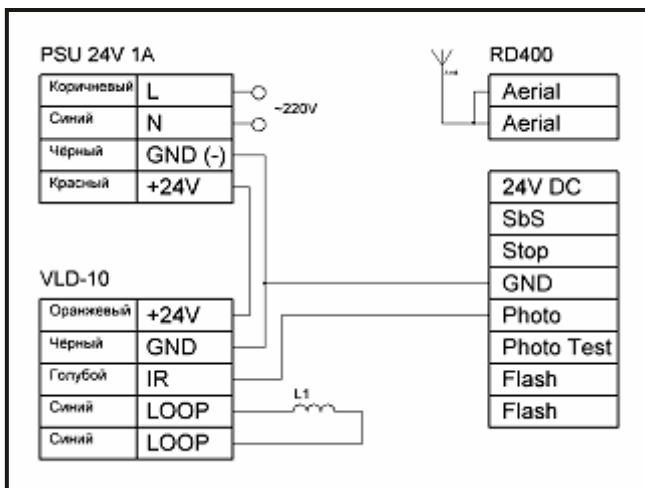 PSU 24V 1A
Коричневый L
Синий N
~220V
Чёрный GND (-)
Красный +24V
VLD-10
Оранжевый +24V
Чёрный GND
Голубой IR
Синий LOOP
L1
Синий LOOP
RD400
Aerial
Aerial
24V DC
SbS
Stop
GND
Photo
Photo Test
Flash
Flash